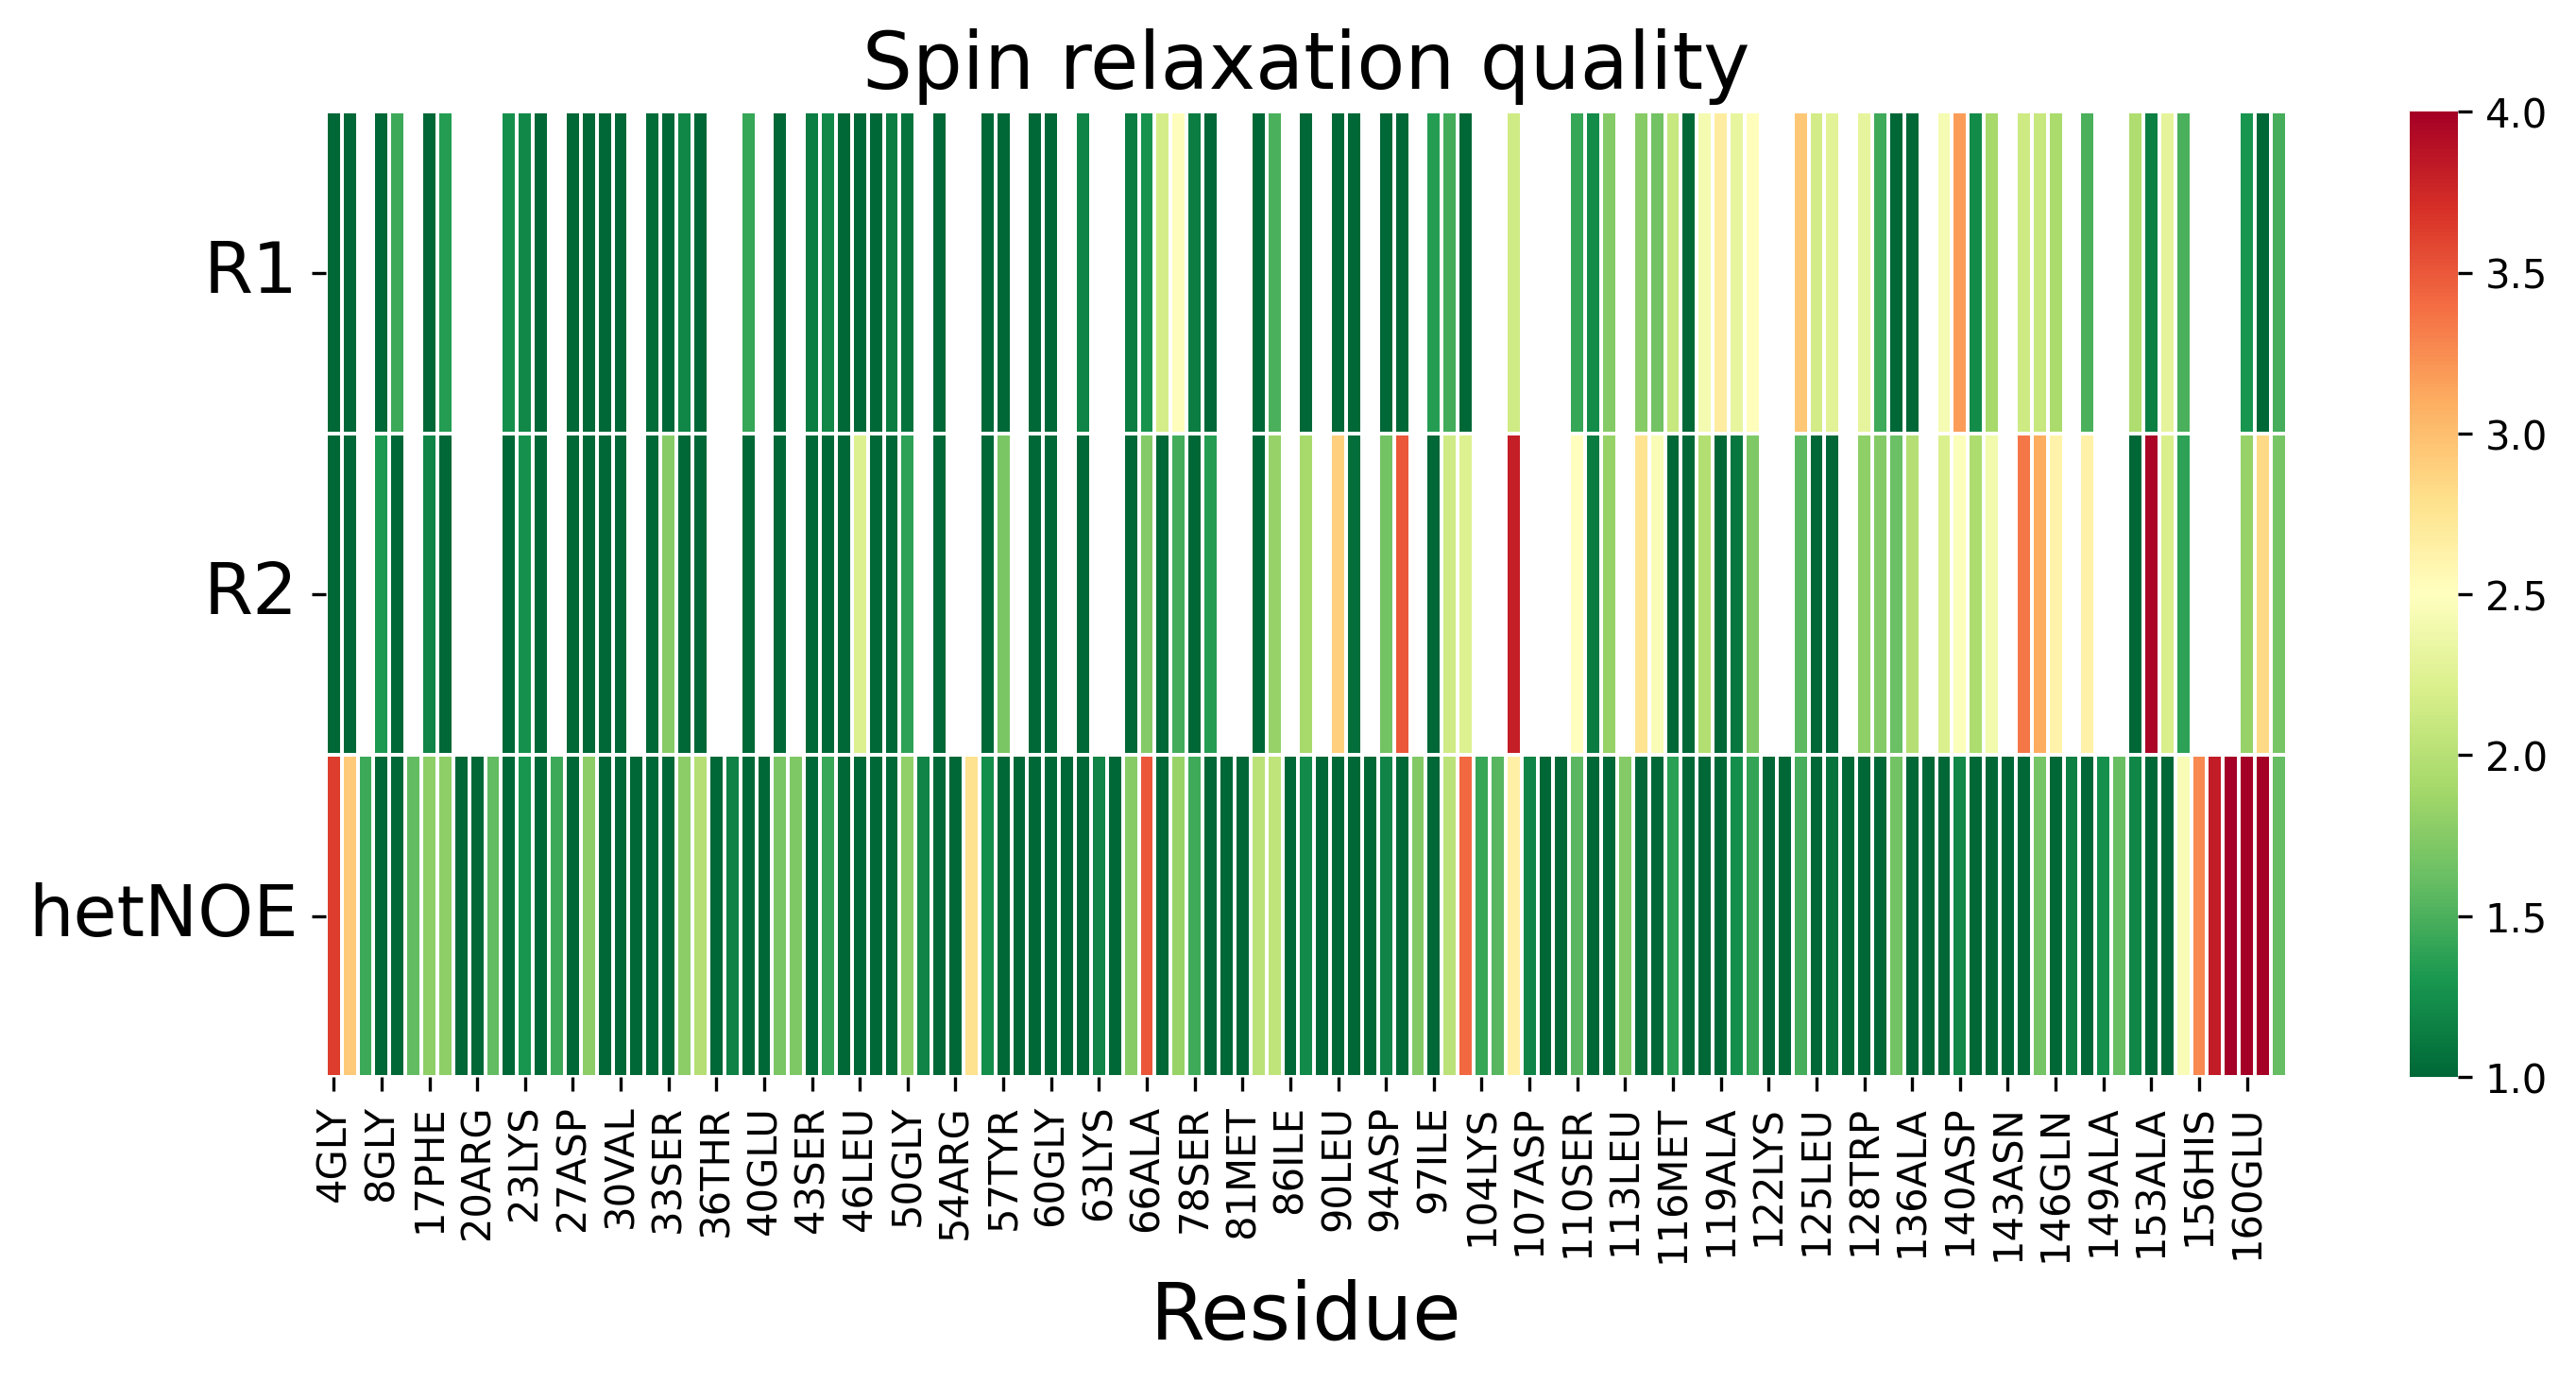 Spin relaxation quality
R1
R2
hetNOE
4GLY
8GLY
17PHE
20ARG
23LYS
27ASP
30VAL
33SER
36THR
40GLU
43SER
46LEU
50GLY
54ARG
57TYR
60GLY
63LYS
66ALA
78SER
81MET
86ILE
90LEU
94ASP
97ILE
104LYS
107ASP
110SER
113LEU
116MET
119ALA
122LYS
125LEU
128TRP
136ALA
140ASP
143ASN
146GLN
149ALA
153ALA
156HIS
160GLU
Residue
4.0
3.5
3.0
2.5
2.0
1.5
1.0